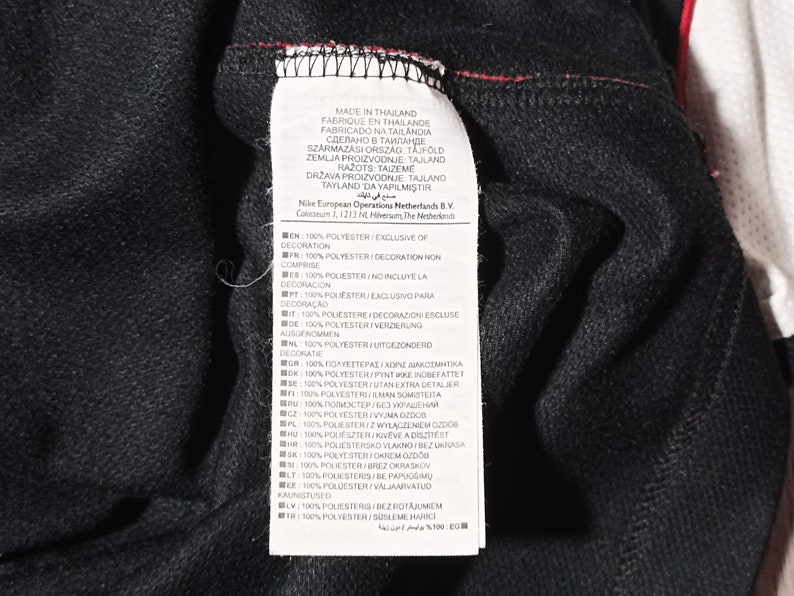 MADE IN THAILAND
FABRIQUE EN THAILANDE
FABRICADO NA TAILÂNDIA
СДЕЛАНО В ТАИЛАНДЕ
SZÁRMAZÁSI ORSZÁG: TÁJFÖLD
ZEMLJA PROIZVODNJE: TAJLAND
RAŽOTS: TAIZEMĒ
DRŽAVA PROIZVODNJE: TAJLAND
TAYLAND 'DA YAPILMIŞTIR
صنع في تايلند
Nike European Operations Netherlands B.V.
Colosseum 1, 1213 NL Hilversum, The Netherlands
EN : 100% POLYESTER / EXCLUSIVE OF
DECORATION
FR : 100% POLYESTER / DECORATION NON
COMPRISE
ES : 100% POLIESTER / NO INCLUYE LA
DECORACION
PT : 100% POLIÉSTER / EXCLUSIVO PARA
DECORAÇÃO
IT : 100% POLIESTERE / DECORAZIONI ESCLUSE
DE : 100% POLYESTER / VERZIERUNG
AUSGENOMMEN
NL : 100% POLYESTER / UITGEZONDERD
DECORATIE
GR : 100% ΠΟΛΥΕΣΤΕΡΑΣ / ΧΩΡΙΣ ΔΙΑΚΟΣΜΗΤΙΚΑ
DK : 100% POLYESTER / PYNT IKKE INDBEFATTET
SE : 100% POLYESTER / UTAN EXTRA DETALJER
FI : 100% POLYESTERI / ILMAN SOMISTEITA
RU : 100% ПОЛИЭСТЕР / БЕЗ УКРАШЕНИЙ
CZ : 100% POLYESTER / VYJMA OZDOB
PL : 100% POLIESTER / Z WYŁĄCZENIEM OZDÓB
HU : 100% POLIÉSZTER / KIVÉVE A DÍSZÍTÉST
HR : 100% POLIESTERSKO VLAKNO / BEZ UKRASA
SK : 100% POLYESTER / OKREM OZDÔB
SI : 100% POLIESTER / BREZ OKRASKOV
LT : 100% POLIESTERIS / BE PAPUOŠIMŲ
EE : 100% POLÜESTER / VÄLJAARVATUD
KAUNISTUSED
LV : 100% POLIESTERIS / BEZ ROTĀJUMIEM
TR : 100% POLYESTER / SÜSLEME HARİCİ
EG : 100% بوليستر / دون زينة